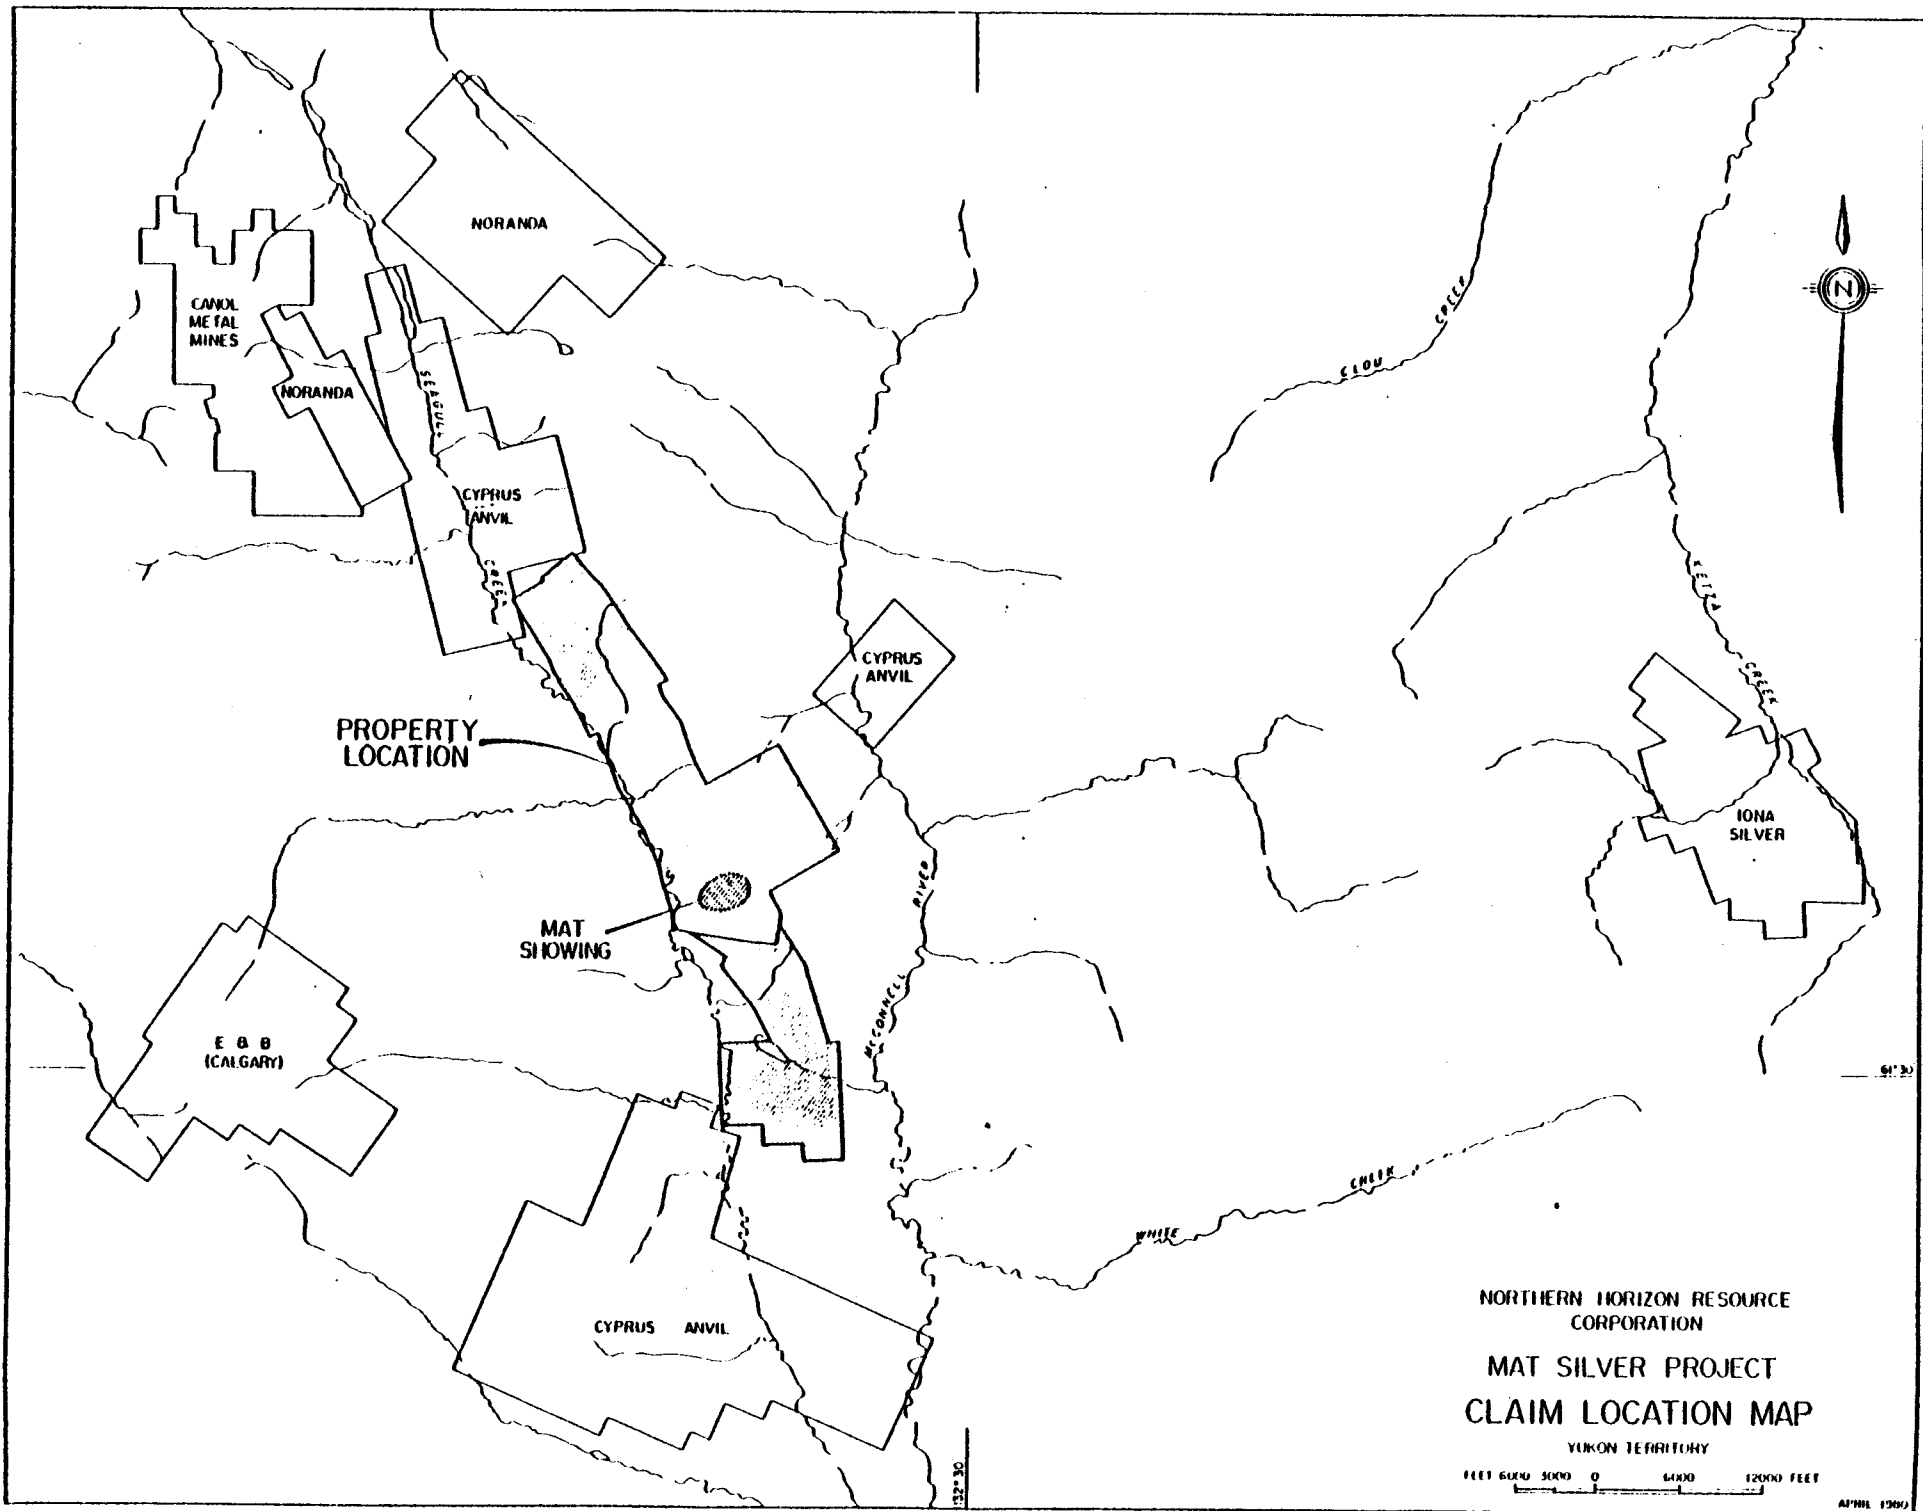 NORANDA
N
CANOL
METAL
MINES
NORANDA
SEAGULL
CREEK
CLOU
CREEK
CYPRUS
ANVIL
KETZA
CREEK
CYPRUS
ANVIL
PROPERTY
LOCATION
IONA
SILVER
MAT
SHOWING
McCONNELL
RIVER
E & B
(CALGARY)
61°30
WHITE
CREEK
CYPRUS ANVIL
132°30
NORTHERN HORIZON RESOURCE
CORPORATION
MAT SILVER PROJECT
CLAIM LOCATION MAP
YUKON TERRITORY
FEET 6000 3000 0 6000 12000 FEET
APRIL 1980